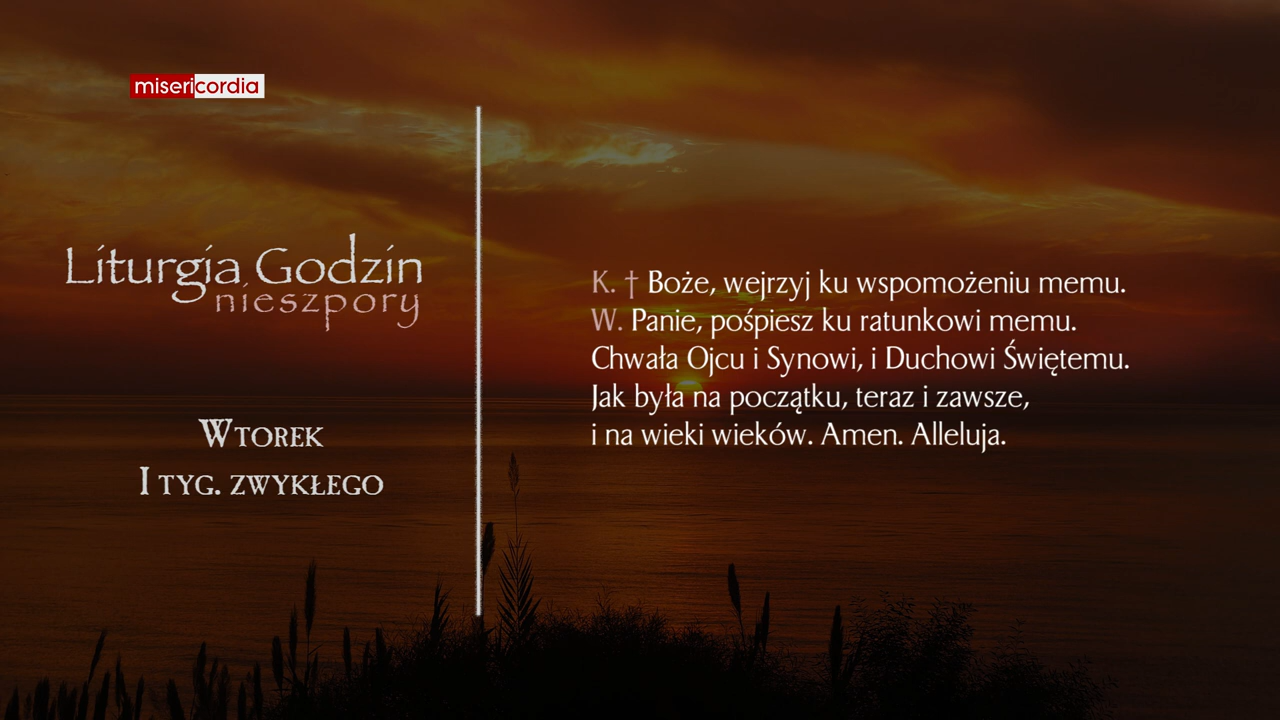 misericordia
Liturgia Godzin
nieszpory
Wtorek
I tyg. zwykłego
K. † Boże, wejrzyj ku wspomożeniu memu.
W. Panie, pośpiesz ku ratunkowi memu.
Chwała Ojcu i Synowi, i Duchowi Świętemu.
Jak była na początku, teraz i zawsze,
i na wieki wieków. Amen. Alleluja.